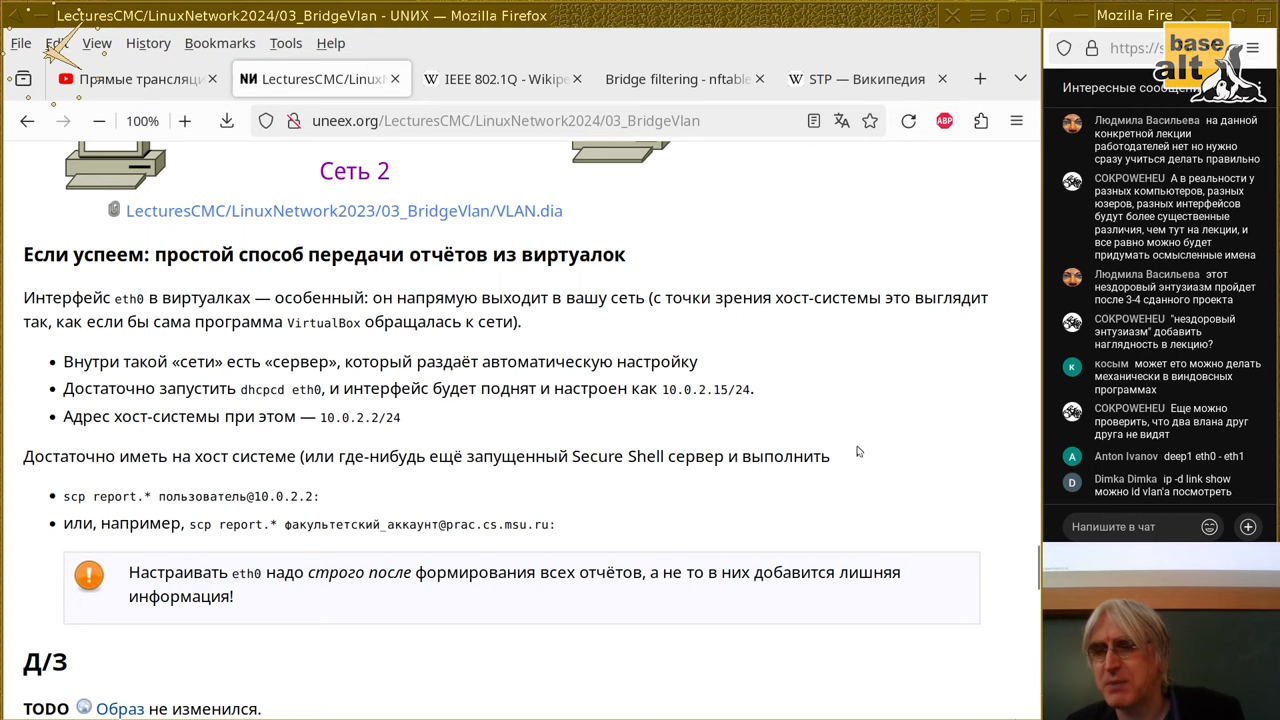 LecturesCMC/LinuxNetwork2024/03_BridgeVlan - UNИX — Mozilla Firefox
Mozilla Fire
File Edit View History Bookmarks Tools Help
Прямые трансляц
LecturesCMC/LinuxN
IEEE 802.1Q - Wikipe
Bridge filtering - nftable
STP — Википедия
100%
uneex.org/LecturesCMC/LinuxNetwork2024/03_BridgeVlan
ABP
https://s
base
alt
Сеть 2
LecturesCMC/LinuxNetwork2023/03_BridgeVlan/VLAN.dia
Если успеем: простой способ передачи отчётов из виртуалок
Интерфейс eth0 в виртуалках — особенный: он напрямую выходит в вашу сеть (с точки зрения хост-системы это выглядит
так, как если бы сама программа VirtualBox обращалась к сети).
• Внутри такой «сети» есть «сервер», который раздаёт автоматическую настройку
• Достаточно запустить dhcpcd eth0, и интерфейс будет поднят и настроен как 10.0.2.15/24.
• Адрес хост-системы при этом — 10.0.2.2/24
Достаточно иметь на хост системе (или где-нибудь ещё запущенный Secure Shell сервер и выполнить
• scp report.* пользователь@10.0.2.2:
• или, например, scp report.* факультетский_аккаунт@prac.cs.msu.ru:
Настраивать eth0 надо строго после формирования всех отчётов, а не то в них добавится лишняя
информация!
Д/З
TODO Образ не изменился.
Интересные сообщен
Людмила Васильева на данной
конкретной лекции
работодателей нет но нужно
сразу учиться делать правильно
COKPOWEHEU А в реальности у
разных компьютеров, разных
юзеров, разных интерфейсов
будут более существенные
различия, чем тут на лекции, и
все равно можно будет
придумать осмысленные имена
Людмила Васильева этот
нездоровый энтузиазм пройдет
после 3-4 сданного проекта
COKPOWEHEU "нездоровый
энтузиазм" добавить
наглядность в лекцию?
К косым может ето можно делать
механически в виндовсных
программах
COKPOWEHEU Еще можно
проверить, что два влана друг
друга не видят
A Anton Ivanov deep1 eth0 - eth1
D Dimka Dimka ip -d link show
можно id vlan'а посмотреть
Напишите в чат